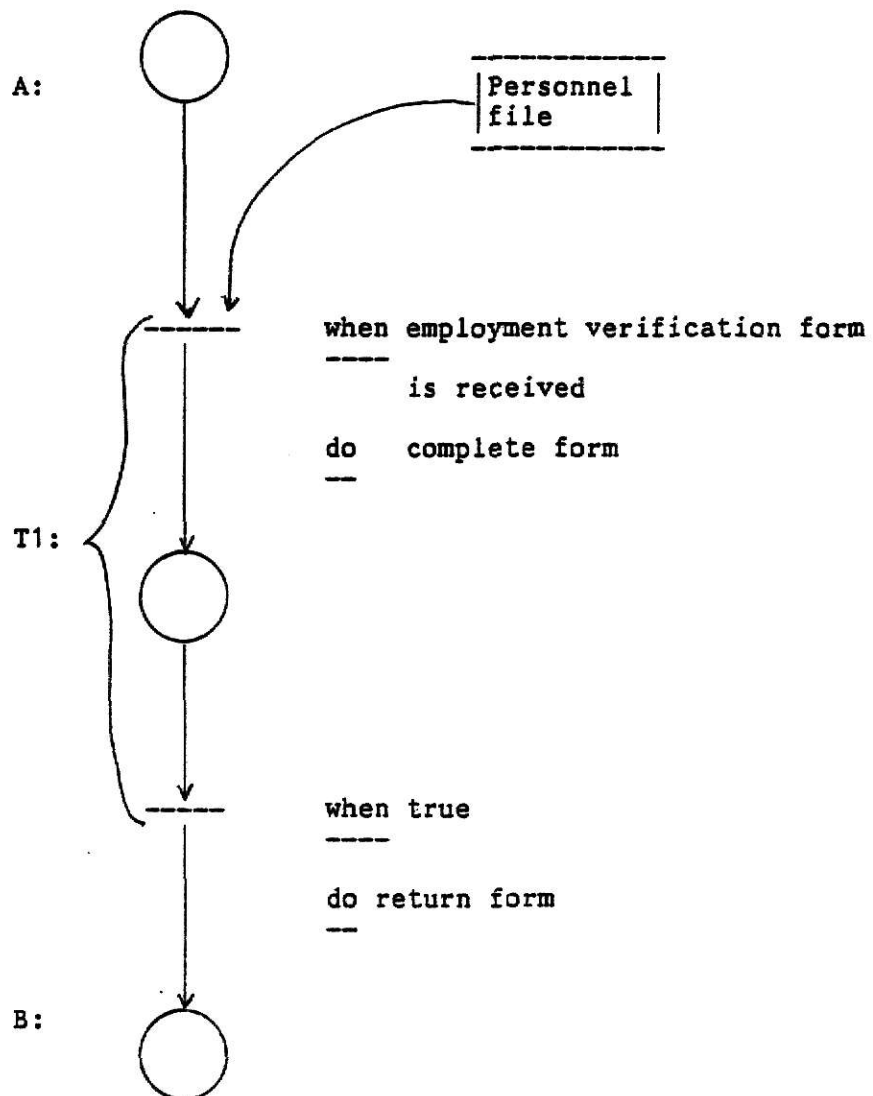 A:
Personnel
file
when employment verification form
is received
do complete form
T1:
when true
do return form
B: